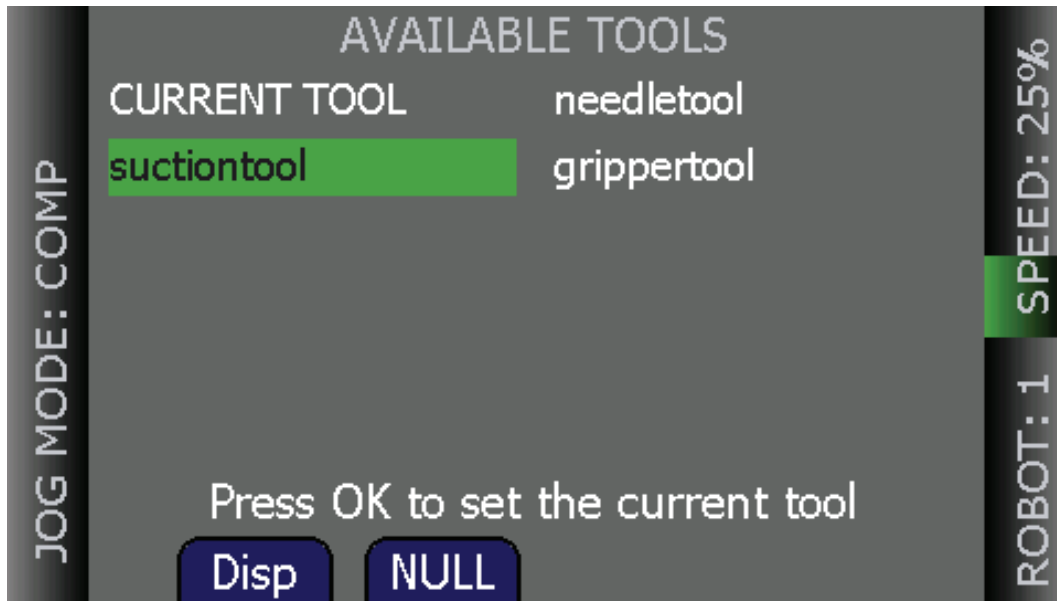 AVAILABLE TOOLS
CURRENT TOOL needletool
suctiontool grippertool
Press OK to set the current tool
Disp NULL
JOG MODE: COMP
SPEED: 25%
ROBOT: 1